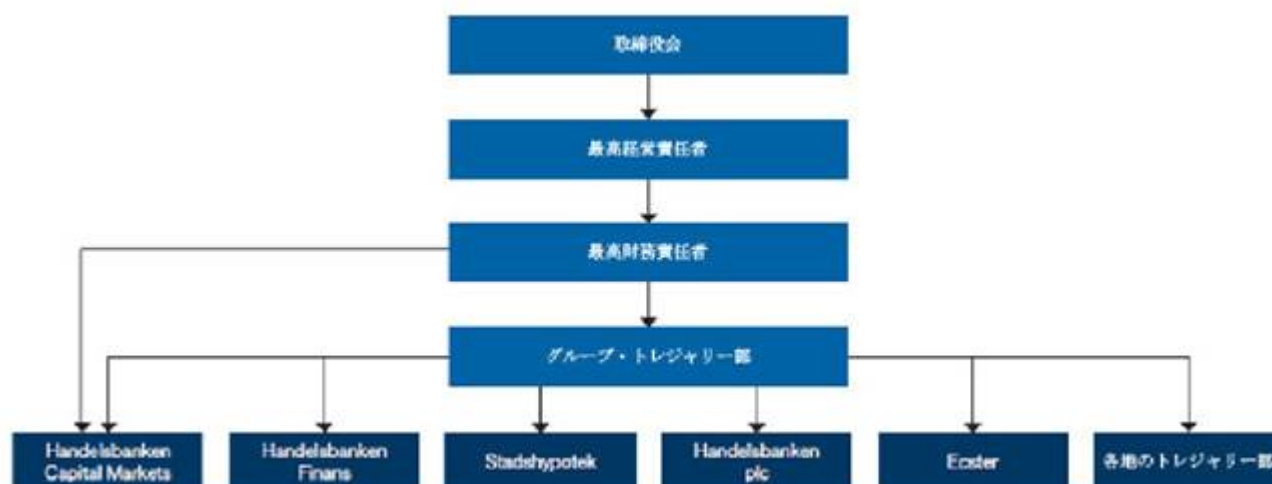 取締役会
最高経営責任者
最高財務責任者
グループ・トレジャリー部
Handelsbanken
Capital Markets
Handelsbanken
Finans
Stadshypotek
Handelsbanken
plc
Ecster
各地のトレジャリー部